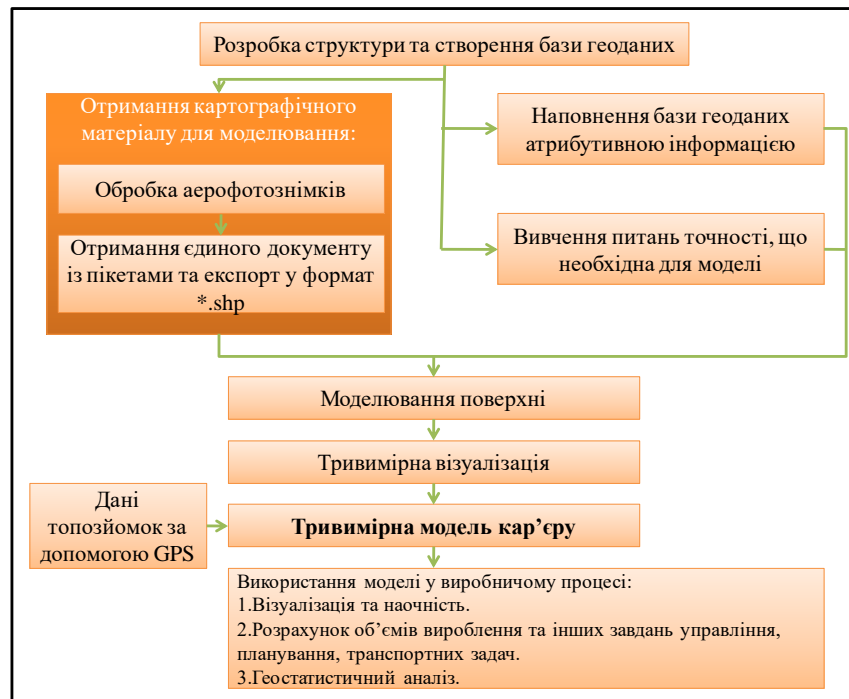 Розробка структури та створення бази геоданих
Отримання картографічного
матеріалу для моделювання:
Обробка аерофотознімків
Отримання єдиного документу
із пікетами та експорт у формат
*.shp
Наповнення бази геоданих
атрибутивною інформацією
Вивчення питань точності, що
необхідна для моделі
Моделювання поверхні
Тривимірна візуалізація
Дані
топозйомок за
допомогою GPS
Тривимірна модель кар’єру
Використання моделі у виробничому процесі:
1.Візуалізація та наочність.
2.Розрахунок об’ємів вироблення та інших завдань управління,
планування, транспортних задач.
3.Геостатистичний аналіз.